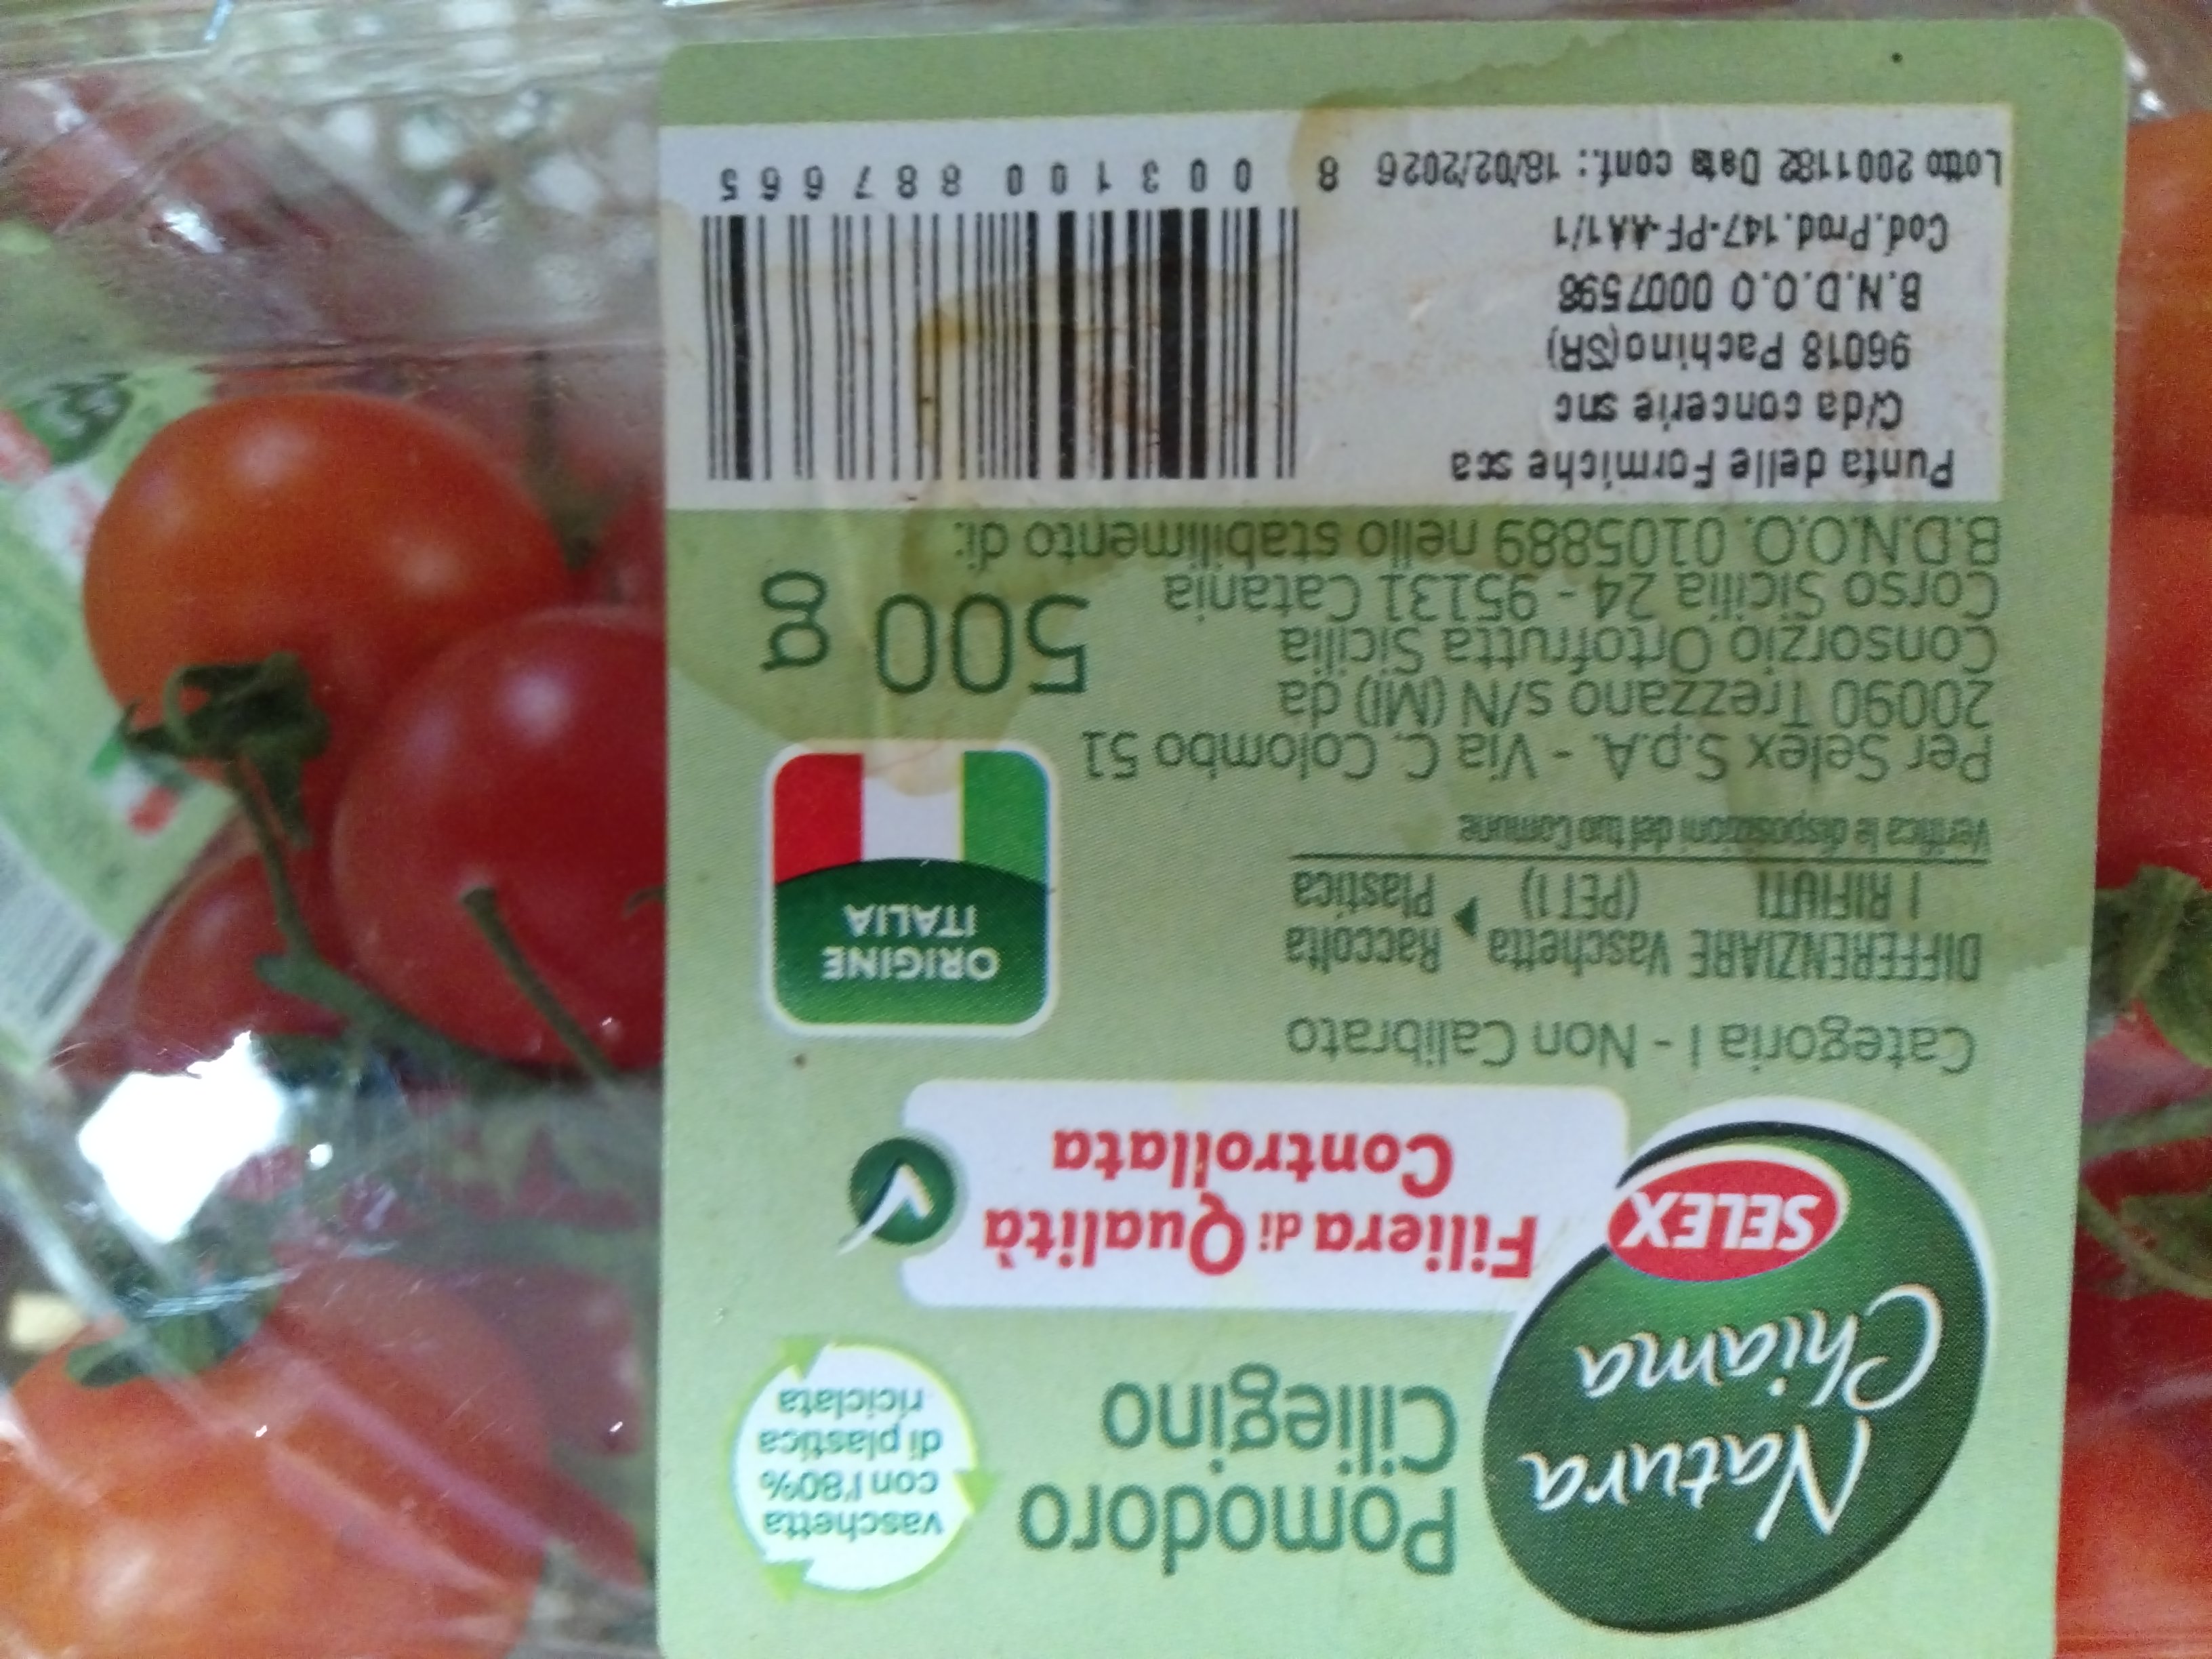 Natura
Chiama
SELEX
Pomodoro
Ciliegino
vaschetta
con l'80%
di plastica
riciclata
Filiera di Qualità
Controllata
Categoria I - Non Calibrato
DIFFERENZIARE Vaschetta Raccolta
I RIFIUTI (PET 1) Plastica
Verifica le disposizioni del tuo Comune
ORIGINE
ITALIA
Per Selex S.p.A. - Via C. Colombo 51
20090 Trezzano s/N (MI) da
Consorzio Ortofrutta Sicilia
Corso Sicilia 24 - 95131 Catania
B.D.N.O.O. 0105889 nello stabilimento di:
500 g
Punta delle Formiche sca
C/da concerie snc
96018 Pachino(SR)
B.N.D.O.O 0007598
Cod.Prod.147-PF-AA1/1
Lotto 2001182 Data conf.: 18/02/2026
8 003100 887665